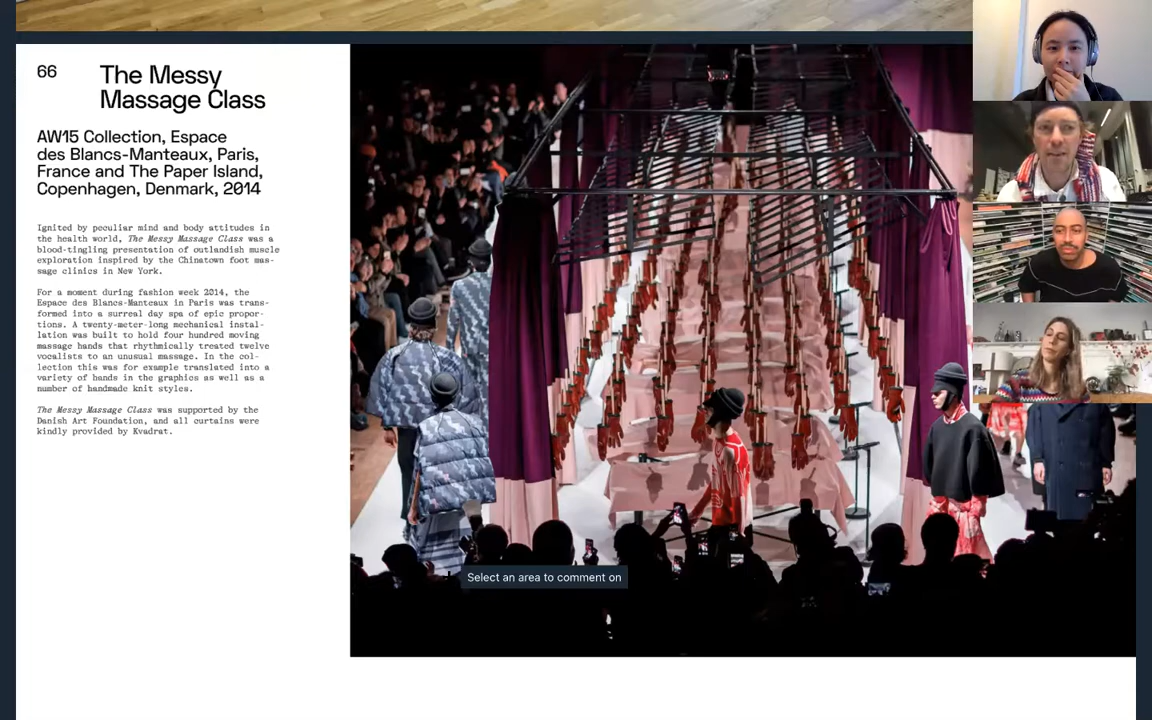 66
The Messy
Massage Class
AW15 Collection, Espace
des Blancs-Manteaux, Paris,
France and The Paper Island,
Copenhagen, Denmark, 2014
Ignited by peculiar mind and body attitudes in
the health world, The Messy Massage Class was a
blood-tingling presentation of outlandish muscle
exploration inspired by the Chinatown foot mas-
sage clinics in New York.
For a moment during fashion week 2014, the
Espace des Blancs-Manteaux in Paris was trans-
formed into a surreal day spa of epic propor-
tions. A twenty-meter-long mechanical instal-
lation was built to hold four hundred moving
massage hands that rhythmically treated twelve
vocalists to an unusual massage. In the col-
lection this was for example translated into a
variety of hands in the graphics as well as a
number of handmade knit styles.
The Messy Massage Class was supported by the
Danish Art Foundation, and all curtains were
kindly provided by Kvadrat.
Select an area to comment on